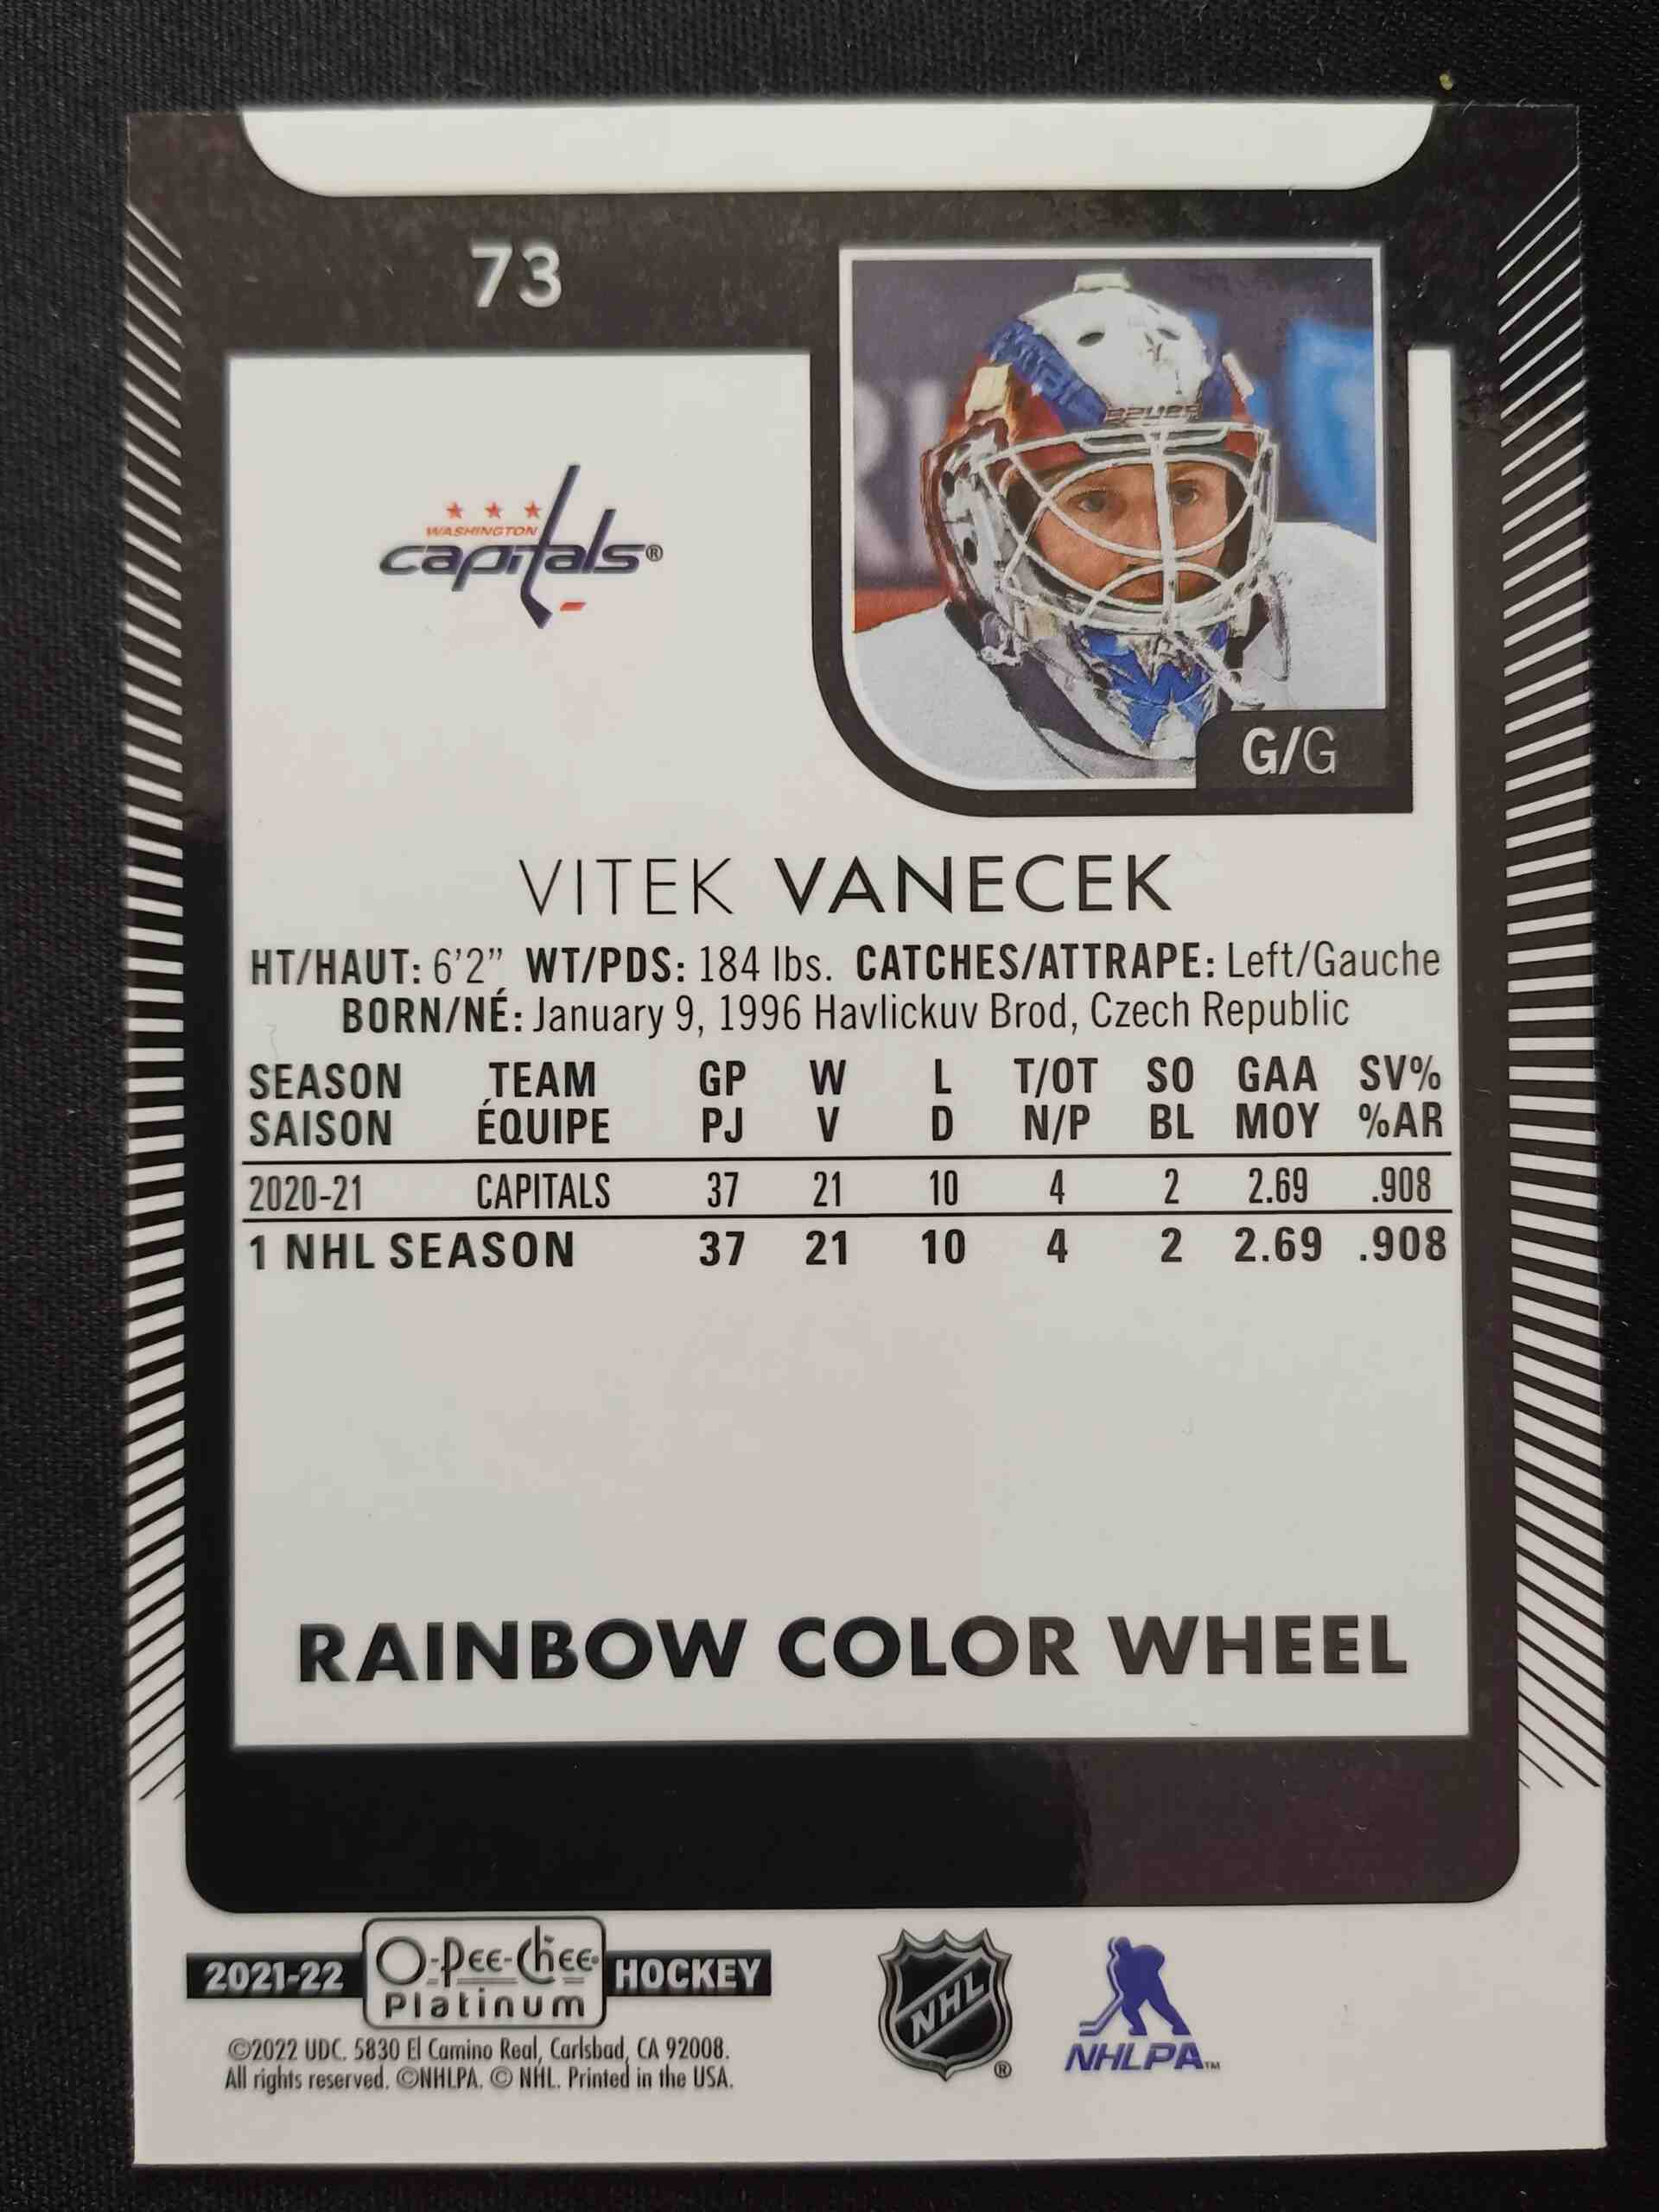 73
WASHINGTON
capitals®
BAUER
G/G
VITEK VANECEK
HT/HAUT: 6'2" WT/PDS: 184 lbs. CATCHES/ATTRAPE: Left/Gauche
BORN/NÉ: January 9, 1996 Havlickuv Brod, Czech Republic
SEASON TEAM GP W L T/OT SO GAA SV%
SAISON ÉQUIPE PJ V D N/P BL MOY %AR
2020-21 CAPITALS 37 21 10 4 2 2.69 .908
1 NHL SEASON 37 21 10 4 2 2.69 .908
RAINBOW COLOR WHEEL
2021-22 O-Pee-Chee® HOCKEY
Platinum
©2022 UDC. 5830 El Camino Real, Carlsbad, CA 92008.
All rights reserved. ©NHLPA. © NHL. Printed in the USA.
NHL®
NHLPA™